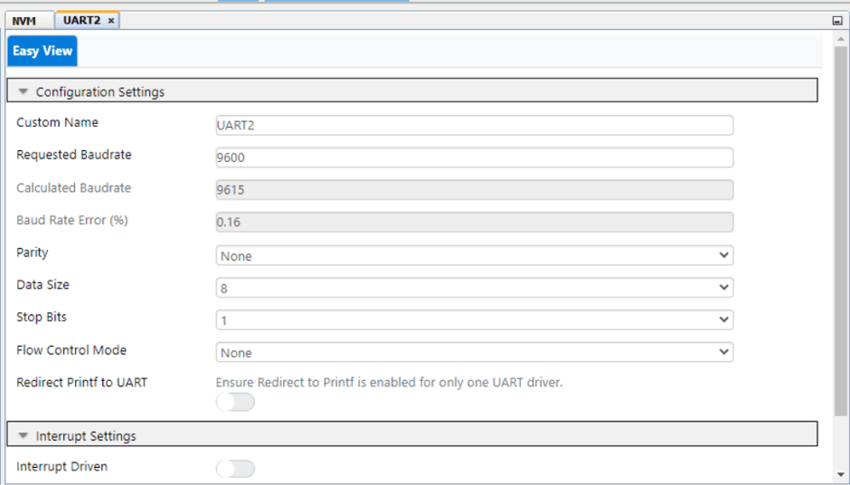 NVM UART2 ×
Easy View
Configuration Settings
Custom Name UART2
Requested Baudrate 9600
Calculated Baudrate 9615
Baud Rate Error (%) 0.16
Parity None
Data Size 8
Stop Bits 1
Flow Control Mode None
Redirect Printf to UART Ensure Redirect to Printf is enabled for only one UART driver.
Interrupt Settings
Interrupt Driven